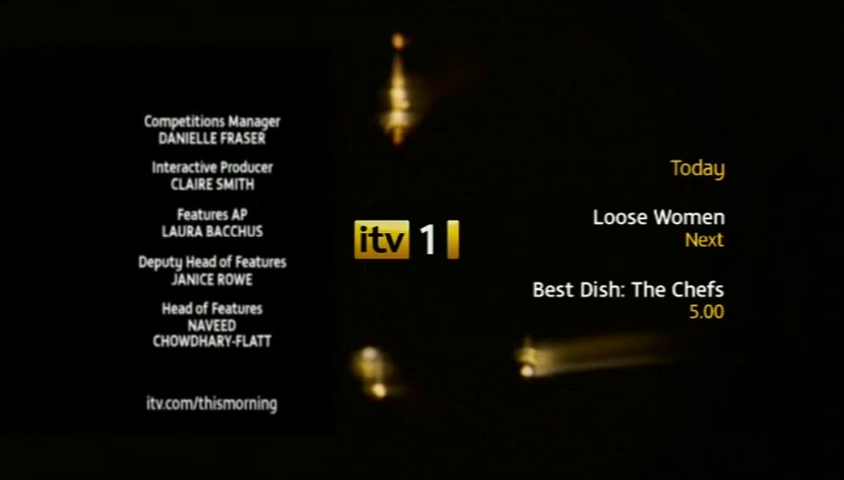 Competitions Manager
DANIELLE FRASER
Interactive Producer
CLAIRE SMITH
Features AP
LAURA BACCHUS
Deputy Head of Features
JANICE ROWE
Head of Features
NAVEED
CHOWDHARY-FLATT
itv.com/thismorning
itv 1
Today
Loose Women
Next
Best Dish: The Chefs
5.00